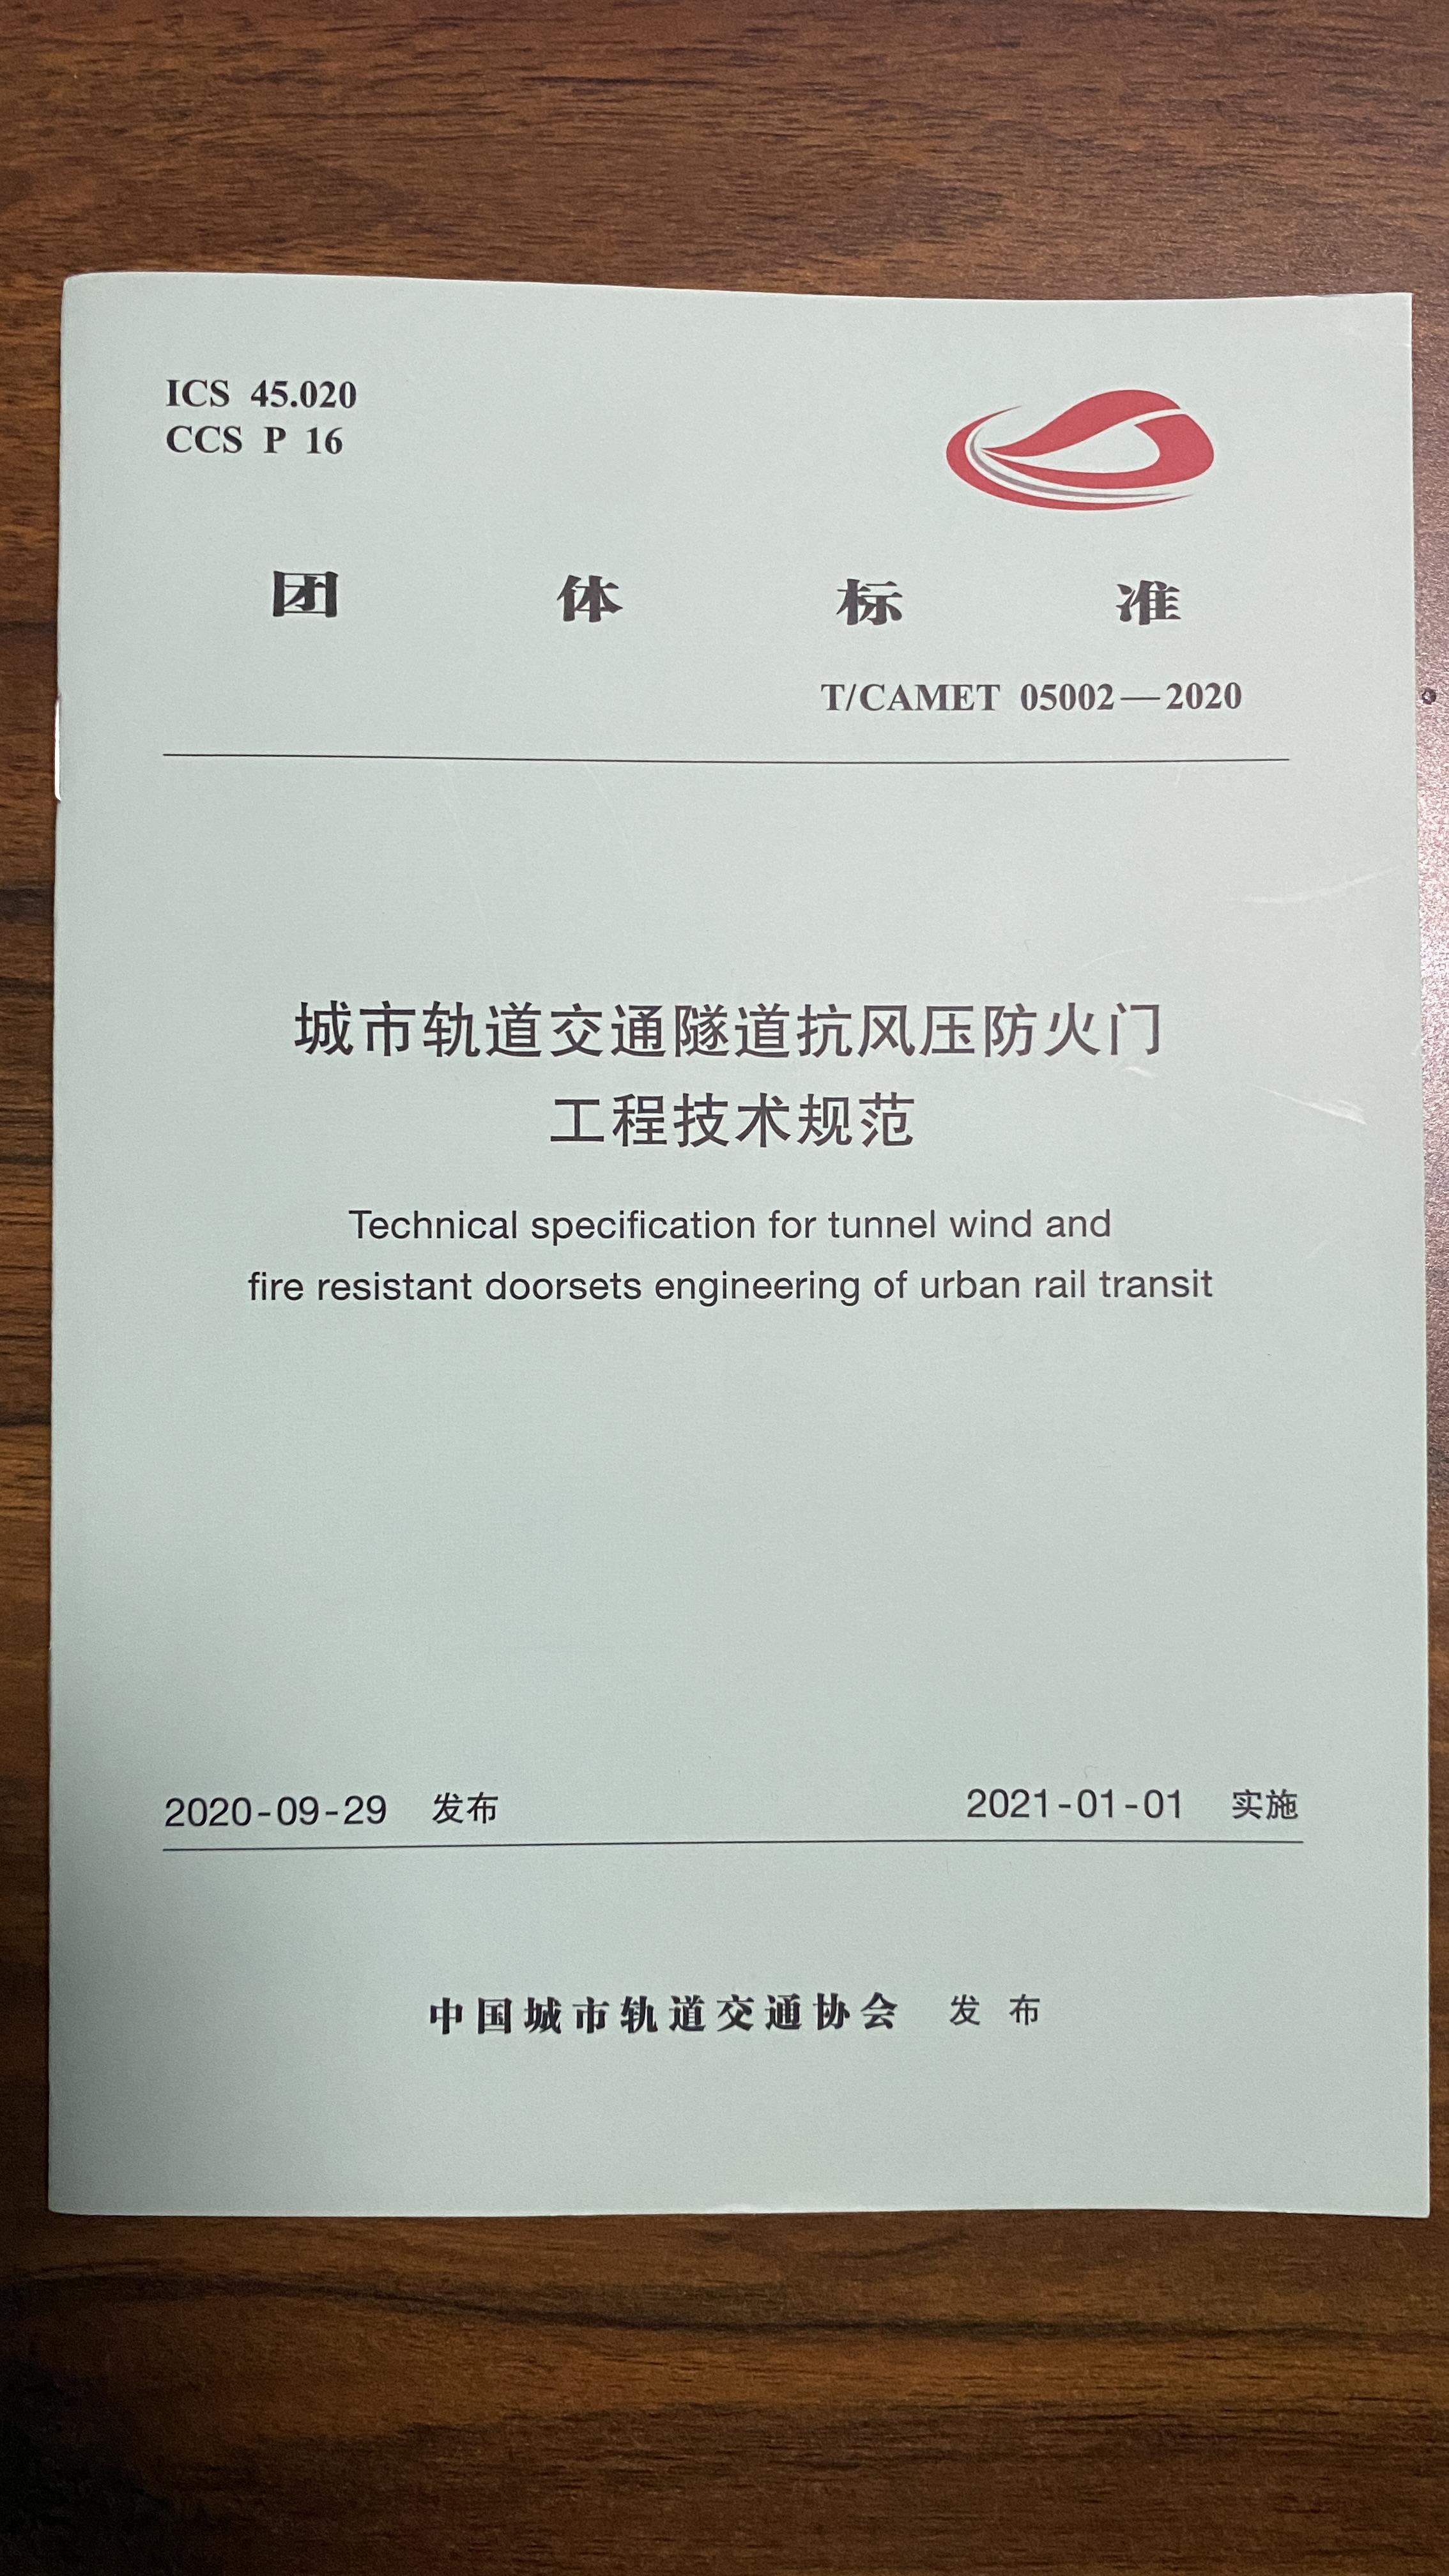 ICS 45.020
CCS P 16
团体标准
T/CAMET 05002—2020
城市轨道交通隧道抗风压防火门
工程技术规范
Technical specification for tunnel wind and
fire resistant doorsets engineering of urban rail transit
2020-09-29 发布 2021-01-01 实施
中国城市轨道交通协会 发布